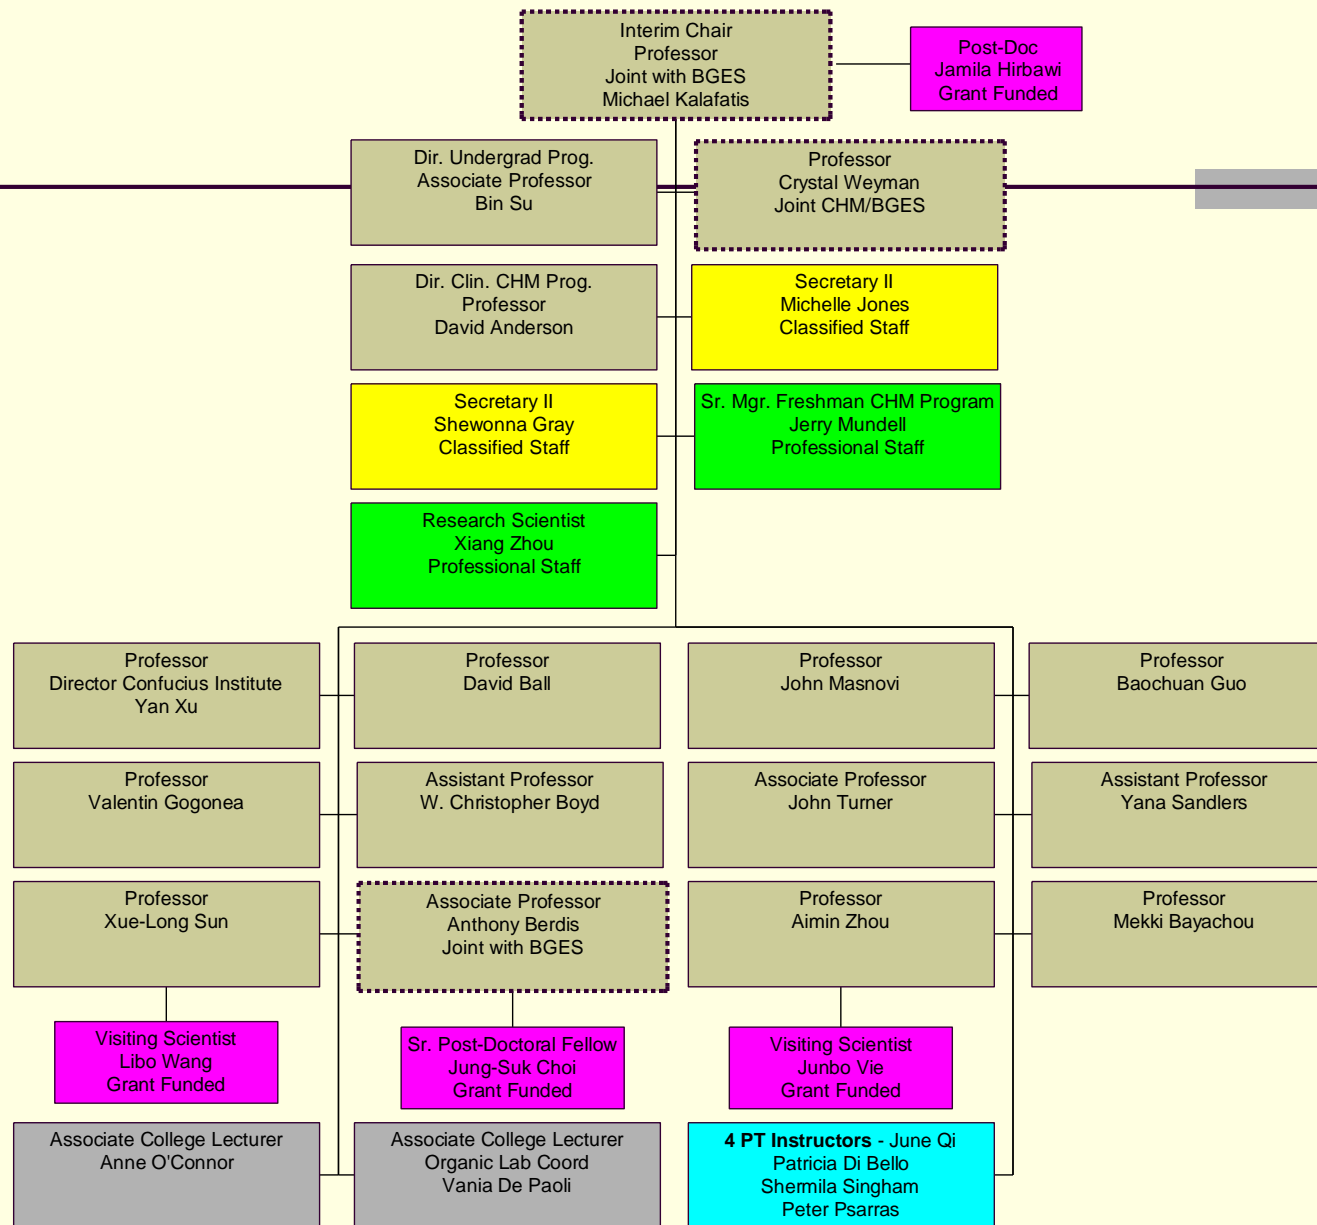 Interim Chair
Professor
Joint with BGES
Michael Kalafatis
Post-Doc
Jamila Hirbawi
Grant Funded
Dir. Undergrad Prog.
Associate Professor
Bin Su
Professor
Crystal Weyman
Joint CHM/BGES
Dir. Clin. CHM Prog.
Professor
David Anderson
Secretary II
Michelle Jones
Classified Staff
Secretary II
Shewonna Gray
Classified Staff
Sr. Mgr. Freshman CHM Program
Jerry Mundell
Professional Staff
Research Scientist
Xiang Zhou
Professional Staff
Professor
Director Confucius Institute
Yan Xu
Professor
David Ball
Professor
John Masnovi
Professor
Baochuan Guo
Professor
Valentin Gogonea
Assistant Professor
W. Christopher Boyd
Associate Professor
John Turner
Assistant Professor
Yana Sandlers
Professor
Xue-Long Sun
Associate Professor
Anthony Berdis
Joint with BGES
Professor
Aimin Zhou
Professor
Mekki Bayachou
Visiting Scientist
Libo Wang
Grant Funded
Sr. Post-Doctoral Fellow
Jung-Suk Choi
Grant Funded
Visiting Scientist
Junbo Vie
Grant Funded
Associate College Lecturer
Anne O'Connor
Associate College Lecturer
Organic Lab Coord
Vania De Paoli
4 PT Instructors - June Qi
Patricia Di Bello
Shermila Singham
Peter Psarras